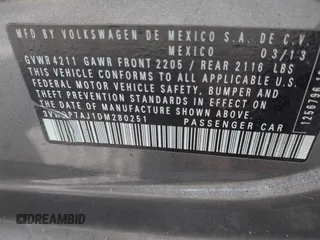 MFD BY VOLKSWAGEN DE MEXICO S.A. DE C.V.
MEXICO 03/13
GVWR 4211 GAWR FRONT 2205 / REAR 2116 LBS
THIS VEHICLE CONFORMS TO ALL APPLICABLE U.S.
FEDERAL MOTOR VEHICLE SAFETY, BUMPER AND
THEFT PREVENTION STANDARDS IN EFFECT ON
THE DATE OF MANUFACTURE SHOWN ABOVE.
PASSENGER CAR
DREAMBID